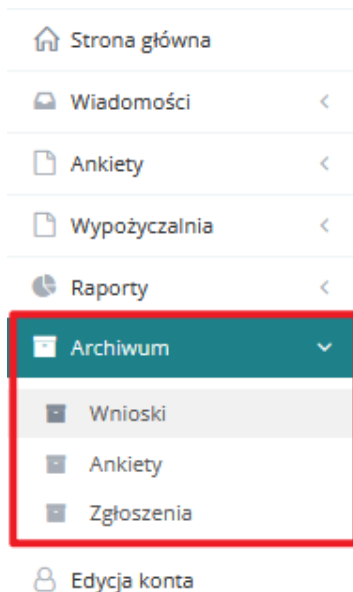 Strona główna
Wiadomości
Ankiety
Wypożyczalnia
Raporty
Archiwum
Wnioski
Ankiety
Zgłoszenia
Edycja konta